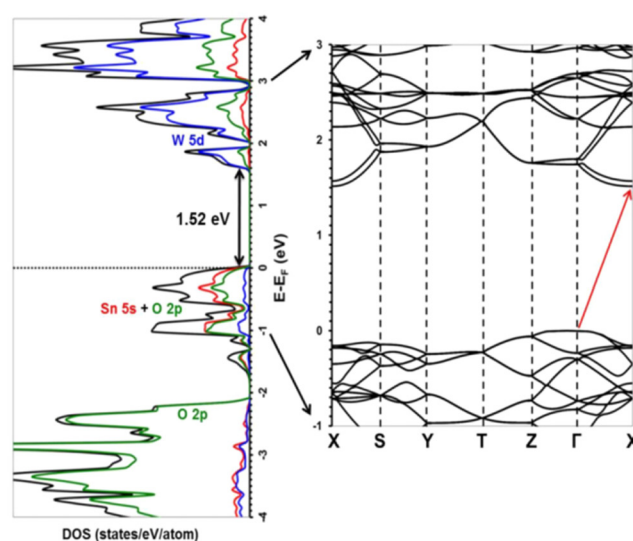 4
3
2
1
0
-1
-2
-3
-4
W 5d
1.52 eV
Sn 5s + O 2p
O 2p
E-E_F (eV)
DOS (states/eV/atom)
3
2
1
0
-1
X S Y T Z Γ X